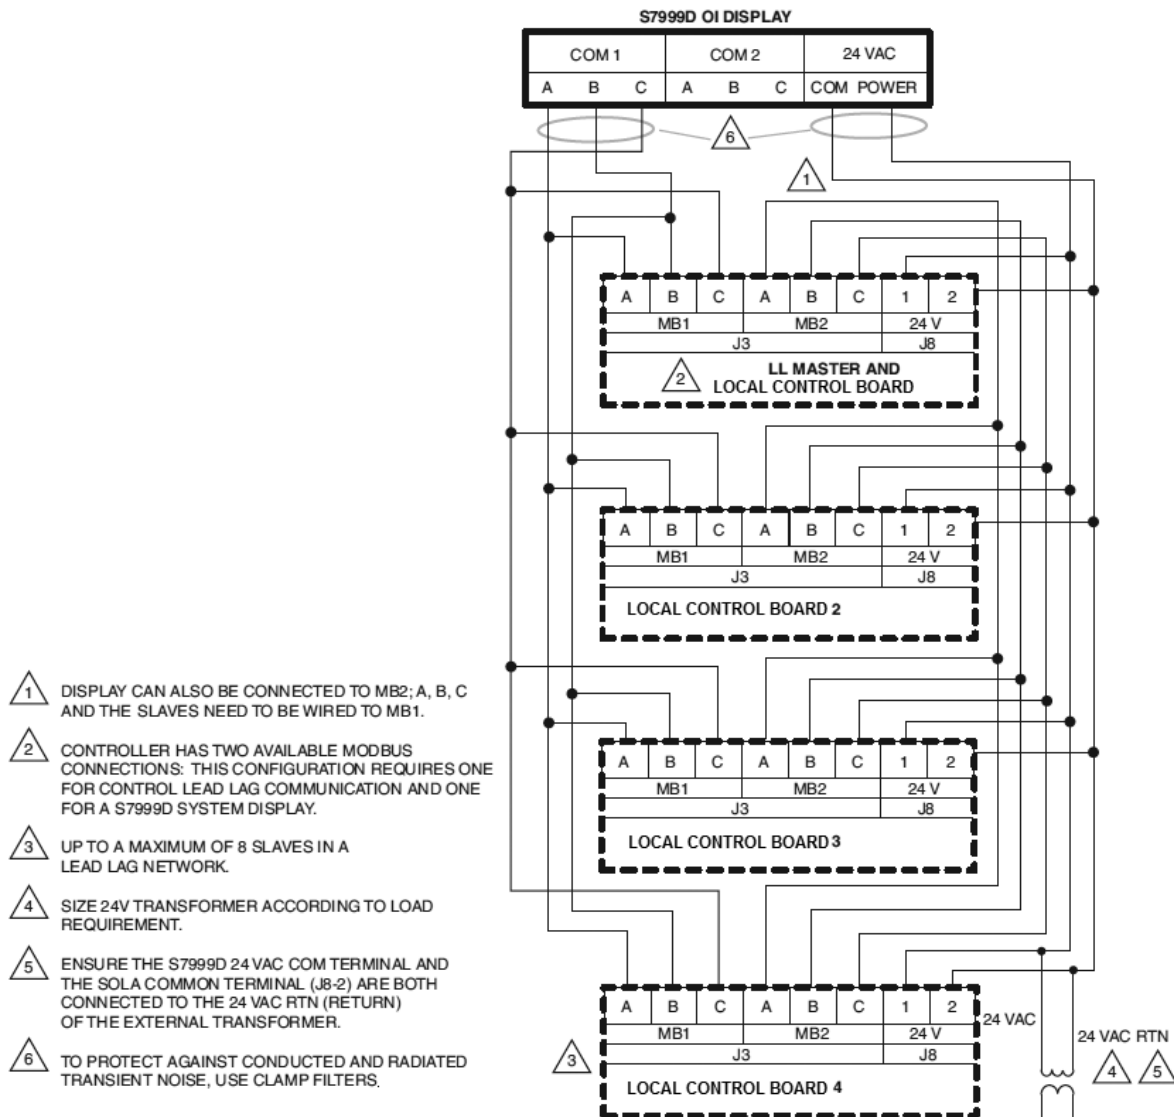 S7999D OI DISPLAY
COM 1 COM 2 24 VAC
A B C A B C COM POWER
6
1
A B C A B C 1 2
MB1 MB2 24 V
J3 J8
2
LL MASTER AND
LOCAL CONTROL BOARD
A B C A B C 1 2
MB1 MB2 24 V
J3 J8
LOCAL CONTROL BOARD 2
A B C A B C 1 2
MB1 MB2 24 V
J3 J8
LOCAL CONTROL BOARD 3
A B C A B C 1 2
MB1 MB2 24 V
J3 J8
3
LOCAL CONTROL BOARD 4
24 VAC
24 VAC RTN
4 5
1 DISPLAY CAN ALSO BE CONNECTED TO MB2; A, B, C
AND THE SLAVES NEED TO BE WIRED TO MB1.
2 CONTROLLER HAS TWO AVAILABLE MODBUS
CONNECTIONS: THIS CONFIGURATION REQUIRES ONE
FOR CONTROL LEAD LAG COMMUNICATION AND ONE
FOR A S7999D SYSTEM DISPLAY.
3 UP TO A MAXIMUM OF 8 SLAVES IN A
LEAD LAG NETWORK.
4 SIZE 24V TRANSFORMER ACCORDING TO LOAD
REQUIREMENT.
5 ENSURE THE S7999D 24 VAC COM TERMINAL AND
THE SOLA COMMON TERMINAL (J8-2) ARE BOTH
CONNECTED TO THE 24 VAC RTN (RETURN)
OF THE EXTERNAL TRANSFORMER.
6 TO PROTECT AGAINST CONDUCTED AND RADIATED
TRANSIENT NOISE, USE CLAMP FILTERS.